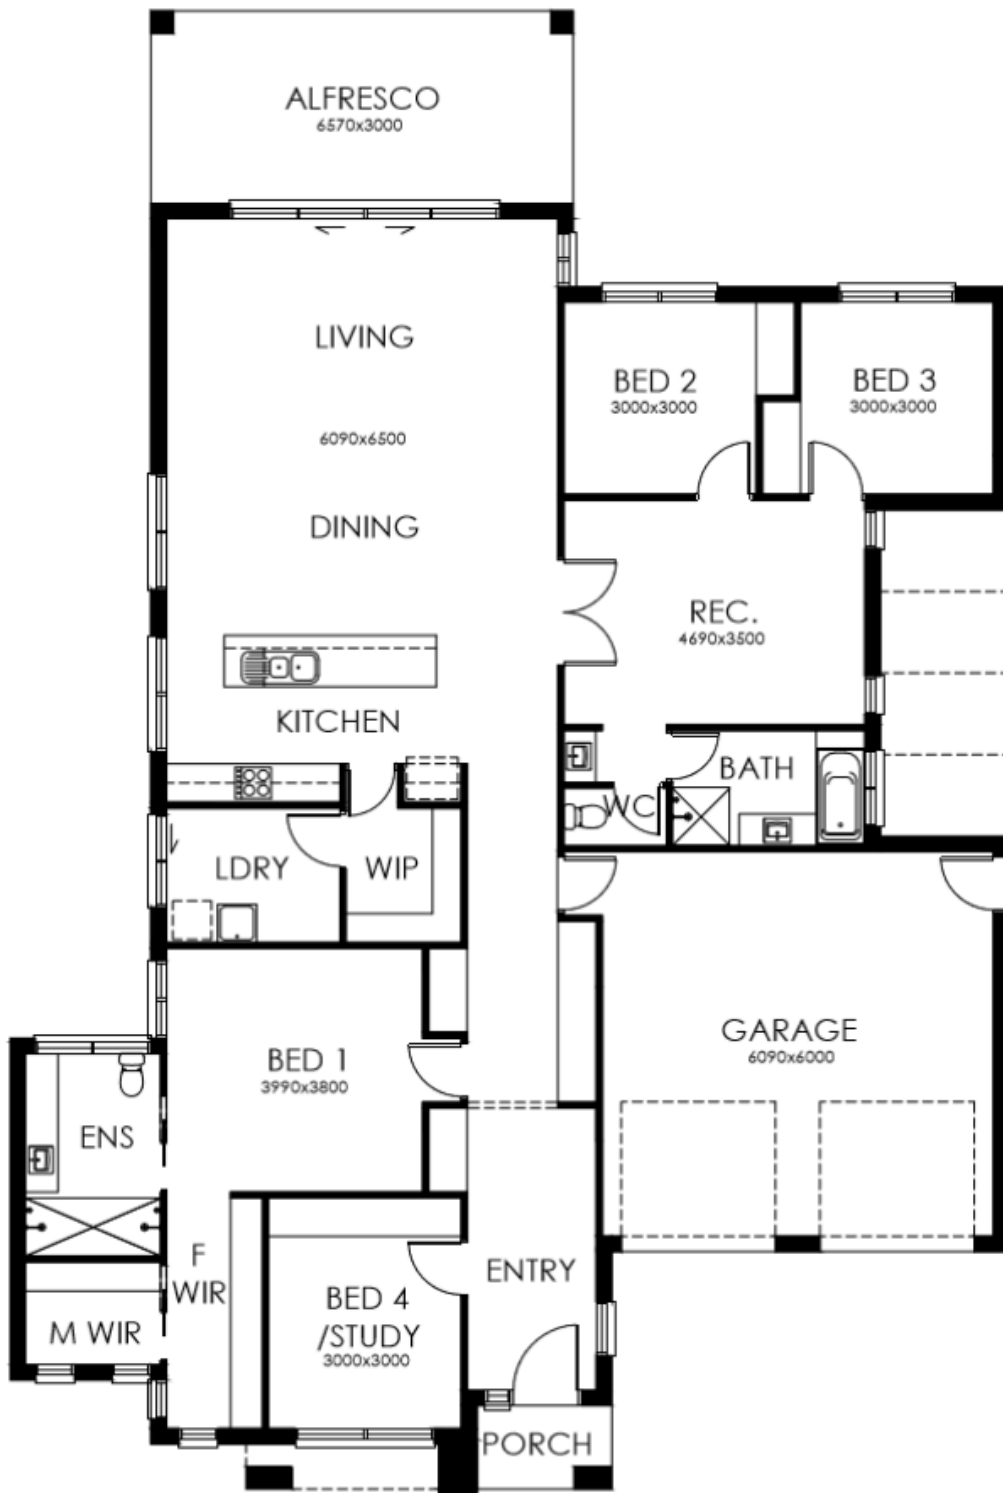 ALFRESCO
6570x3000
LIVING
6090x6500
DINING
BED 2
3000x3000
BED 3
3000x3000
REC.
4690x3500
KITCHEN
BATH
WC
LDRY
WIP
GARAGE
6090x6000
BED 1
3990x3800
ENS
F
WIR
M WIR
BED 4
/STUDY
3000x3000
ENTRY
PORCH